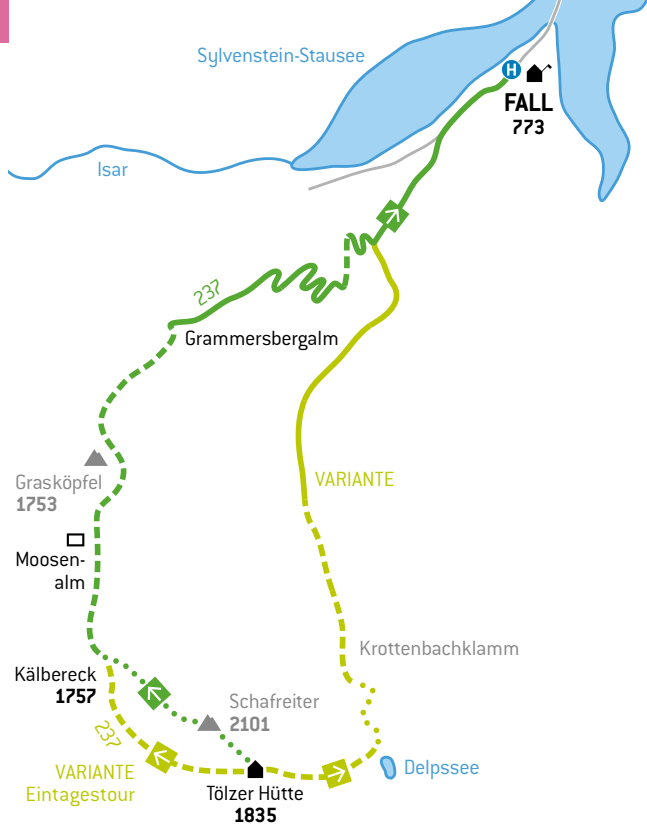 Sylvenstein-Stausee
H
FALL
773
Isar
237
Grammersbergalm
Grasköpfel
1753
VARIANTE
Moosen-
alm
Krottenbachklamm
Kälbereck
1757
Schafreiter
2101
237
VARIANTE
Eintagestour
Delpssee
Tölzer Hütte
1835